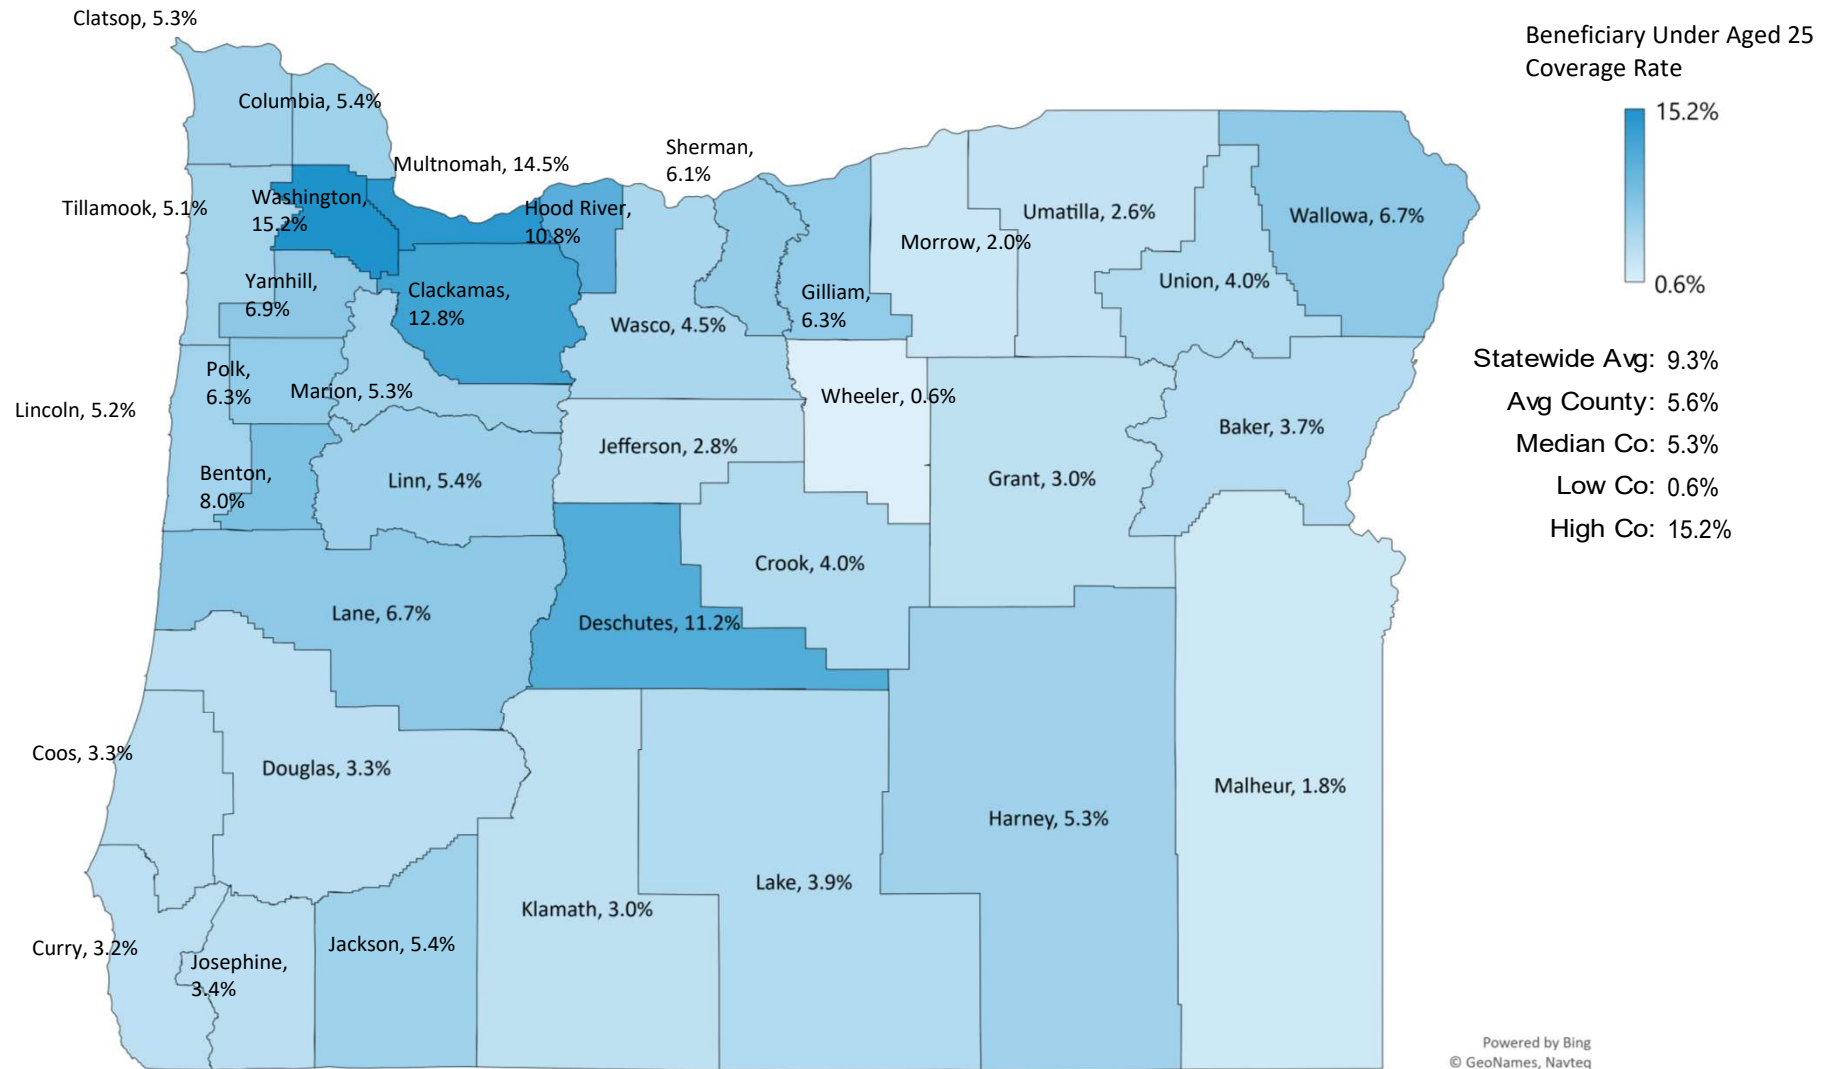 Clatsop, 5.3%
Beneficiary Under Aged 25
Coverage Rate
Columbia, 5.4%
15.2%
Sherman,
6.1%
Multnomah, 14.5%
Washington,
15.2%
Tillamook, 5.1%
Hood River,
10.8%
Umatilla, 2.6%
Wallowa, 6.7%
Morrow, 2.0%
Yamhill,
6.9%
Clackamas,
12.8%
Gilliam,
6.3%
Union, 4.0%
0.6%
Wasco, 4.5%
Statewide Avg: 9.3%
Polk,
6.3%
Marion, 5.3%
Wheeler, 0.6%
Avg County: 5.6%
Lincoln, 5.2%
Baker, 3.7%
Median Co: 5.3%
Jefferson, 2.8%
Benton,
8.0%
Linn, 5.4%
Grant, 3.0%
Low Co: 0.6%
High Co: 15.2%
Crook, 4.0%
Lane, 6.7%
Deschutes, 11.2%
Coos, 3.3%
Douglas, 3.3%
Malheur, 1.8%
Harney, 5.3%
Lake, 3.9%
Klamath, 3.0%
Curry, 3.2%
Josephine,
3.4%
Jackson, 5.4%
Powered by Bing
© GeoNames, Navteq